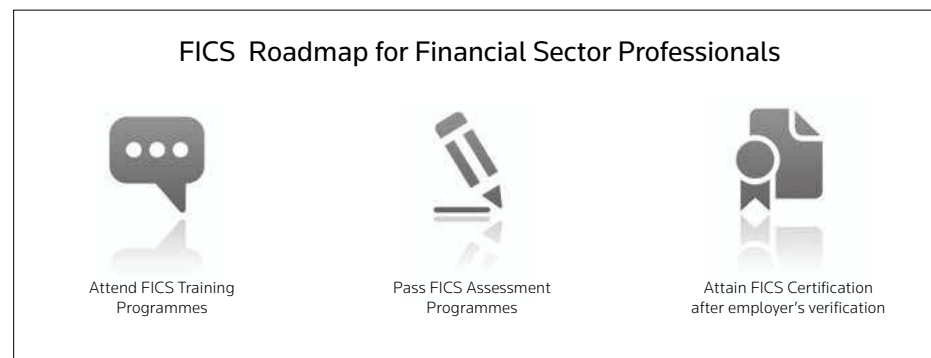 FICS Roadmap for Financial Sector Professionals
Attend FICS Training
Programmes
Pass FICS Assessment
Programmes
Attain FICS Certification
after employer's verification